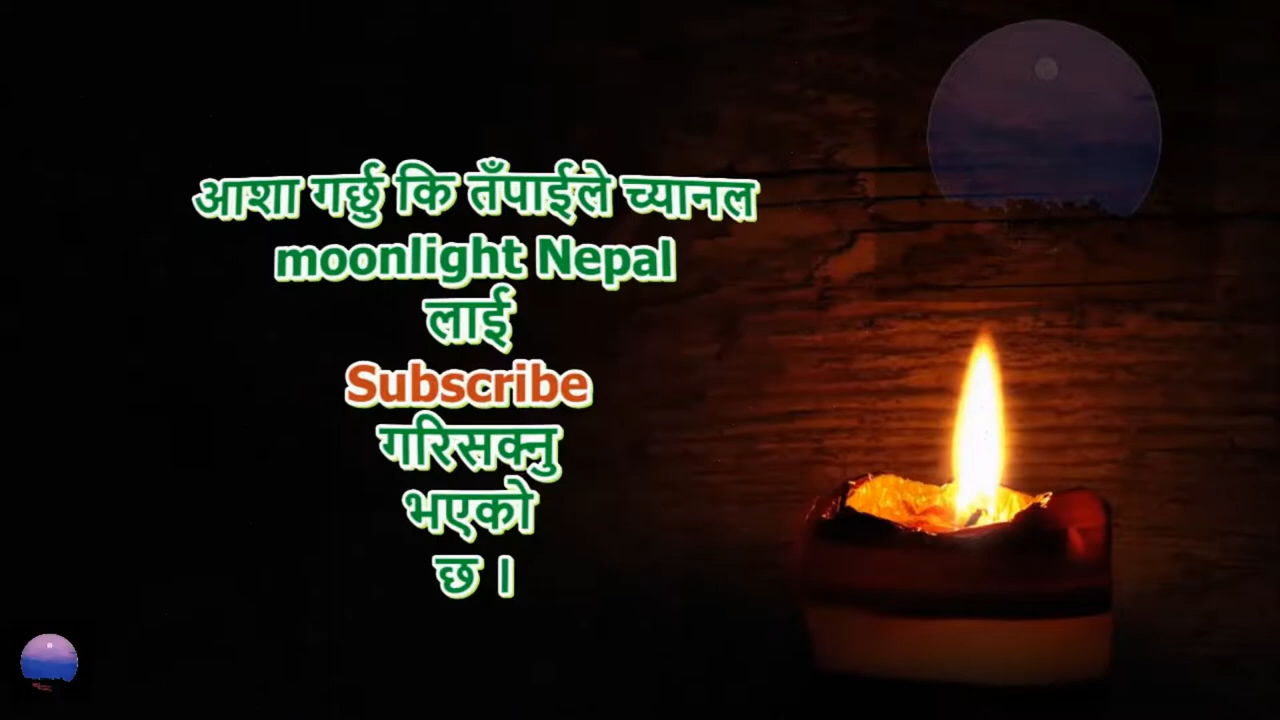 आशा गर्छु कि तँपाईले च्यानल
moonlight Nepal
लाई
Subscribe
गरिसक्नु
भएको
छ ।